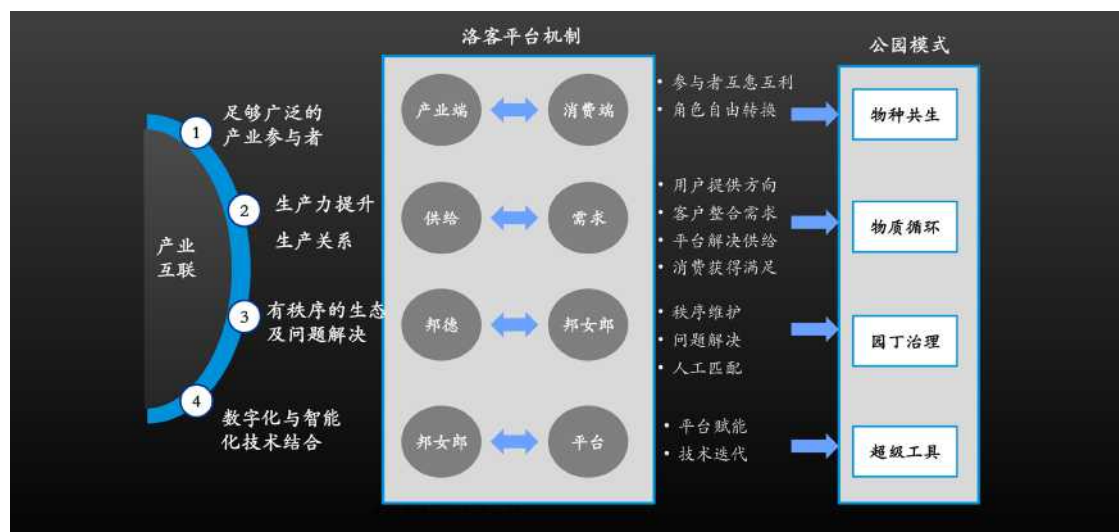 洛客平台机制
公园模式
产业
互联
1
足够广泛的
产业参与者
2
生产力提升
生产关系
3
有秩序的生态
及问题解决
4
数字化与智能
化技术结合
产业端
消费端
• 参与者互惫互利
• 角色自由转换
物种共生
供给
需求
• 用户提供方向
• 客户整合需求
• 平台解决供给
• 消费获得满足
物质循环
邦德
邦女郎
• 秩序维护
• 问题解决
• 人工匹配
园丁治理
邦女郎
平台
• 平台赋能
• 技术迭代
超级工具